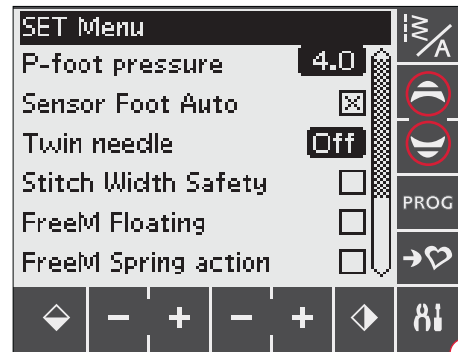 SET Menu
P-foot pressure 4.0
Sensor Foot Auto
Twin needle Off
Stitch Width Safety
FreeM Floating
FreeM Spring action
A
PROG
- + - +